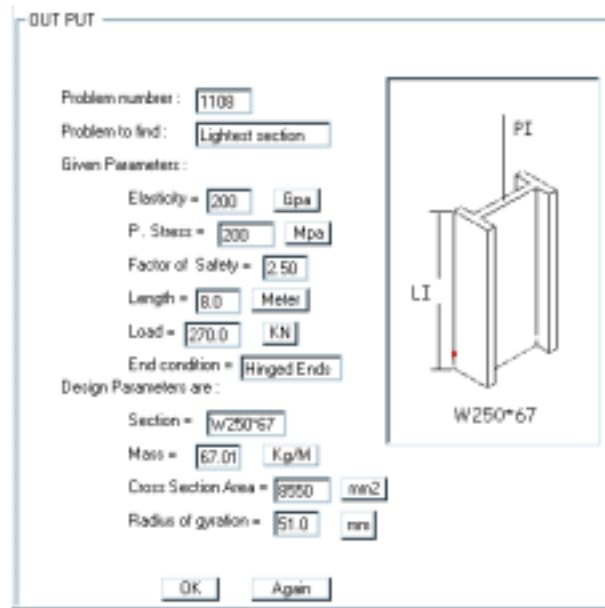 OUT PUT
Problem numbrer : 1108
Problem to find : Lightest section
Given Parameters :
Elasticity = 200 Gpa
P . Stress = 200 Mpa
Factor of Safety = 2.50
Length = 8.0 Meter
Load = 270.0 KN
End condition = Hinged Ends
Design Parameters are :
Section = W250*67
Mass = 67.01 Kg/M
Cross Section Area = 8550 mm2
Radius of gyration = 51.0 mm
OK Again
PI
LI
W250*67